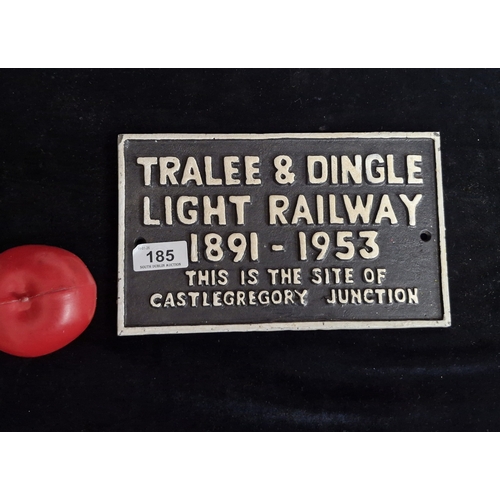 TRALEE & DINGLE
LIGHT RAILWAY
1891 - 1953
185
THIS IS THE SITE OF
CASTLEGREGORY JUNCTION